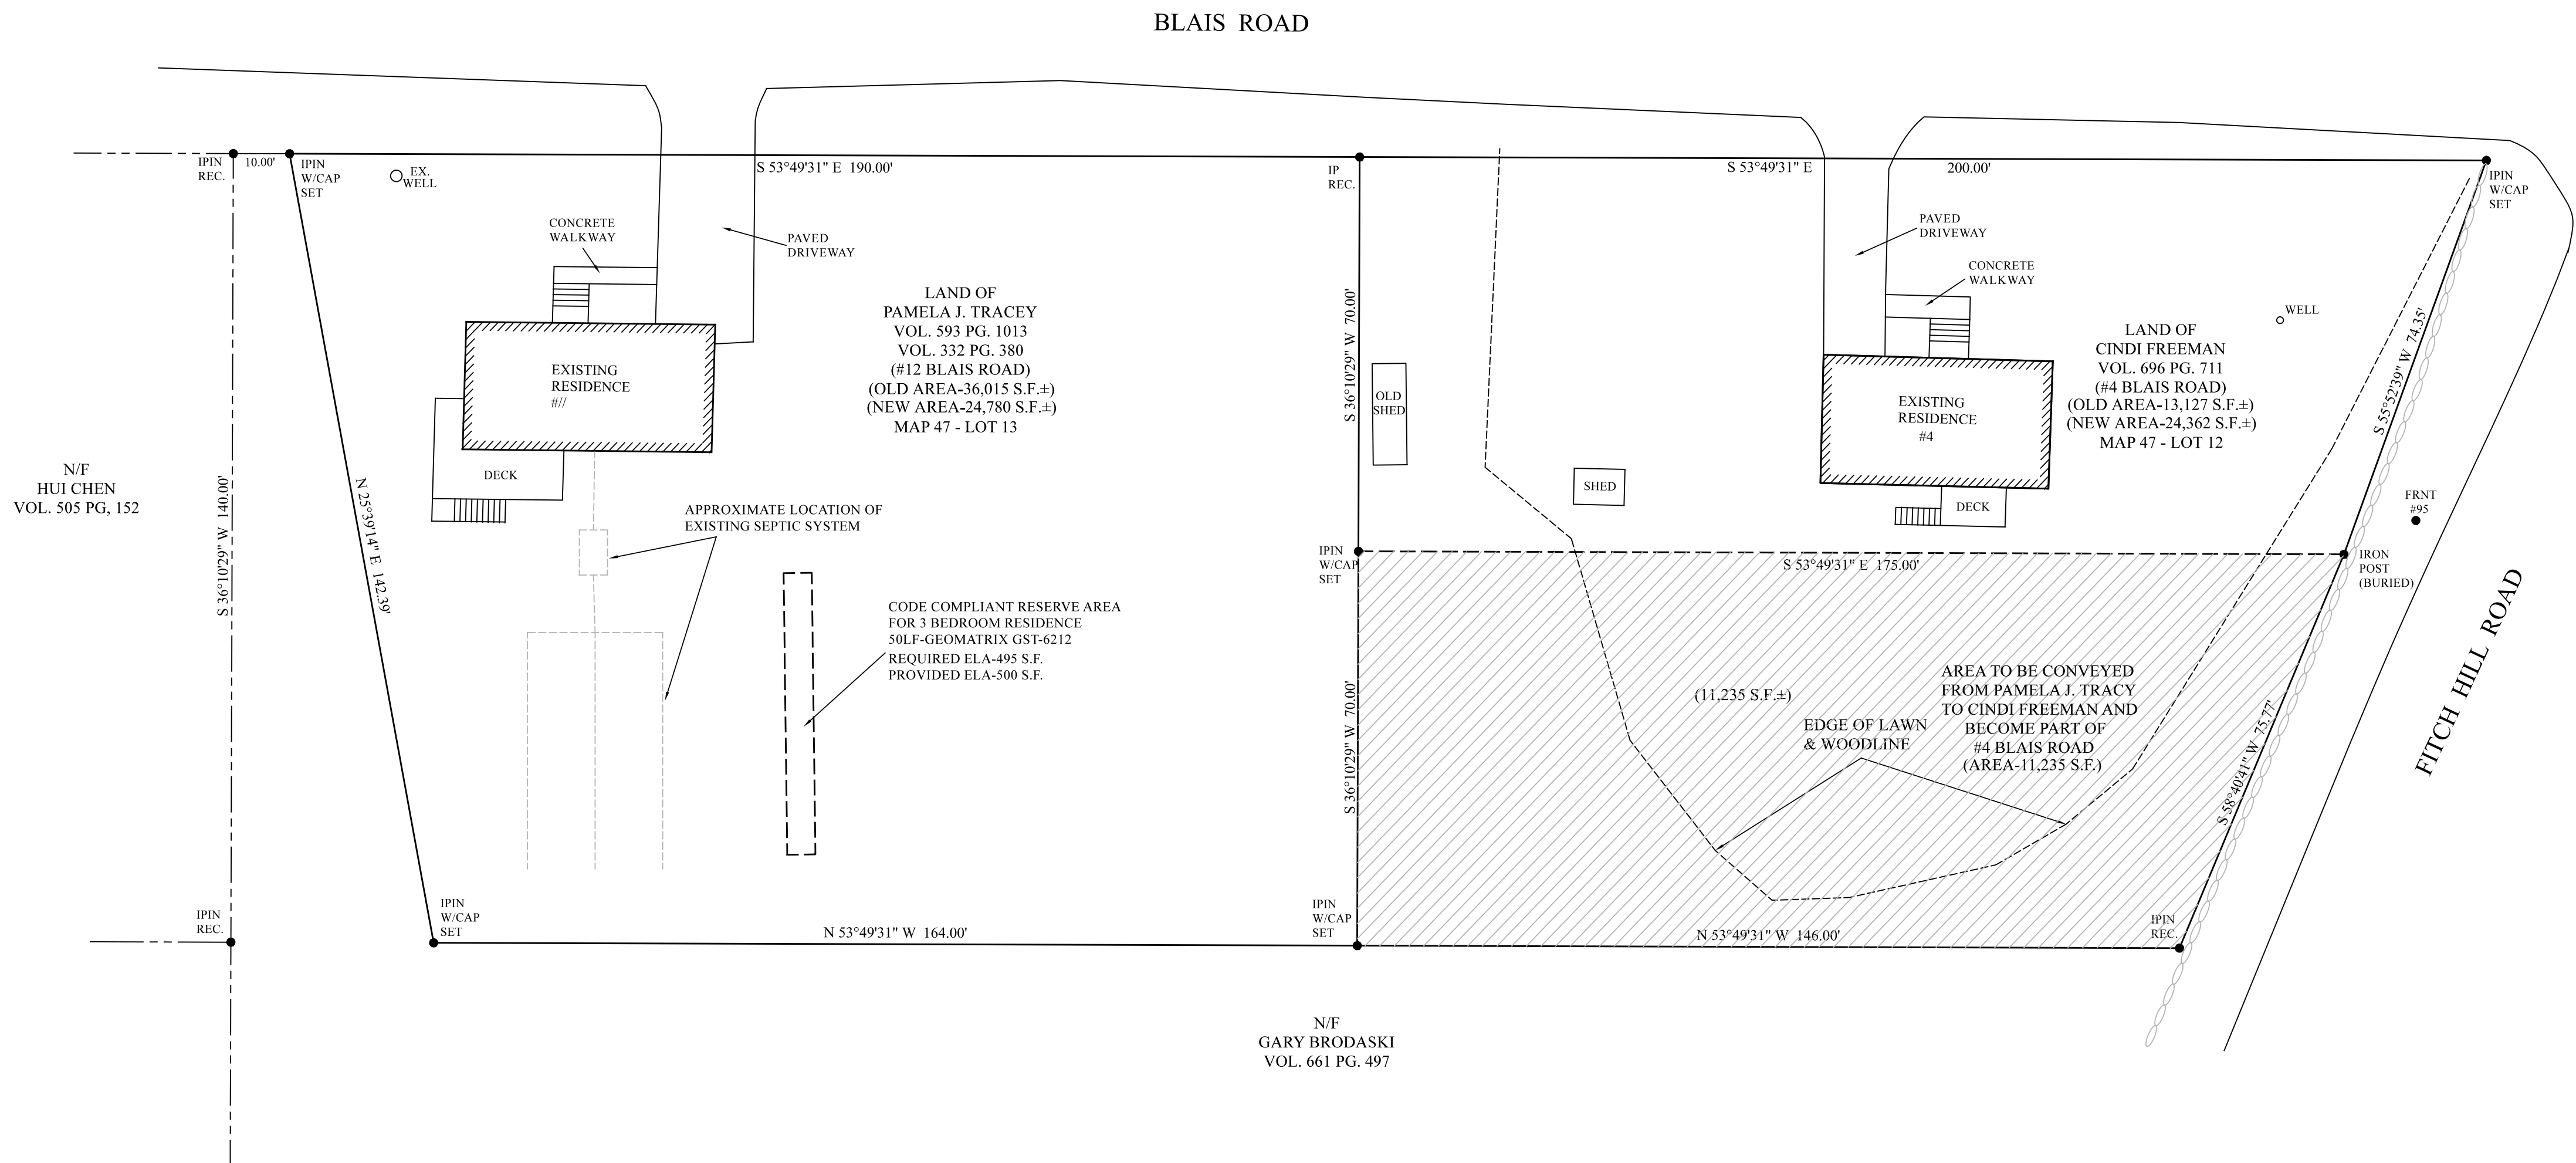 BLAIS ROAD
IPIN
REC.
10.00'
IPIN
W/CAP
SET
EX.
WELL
S 53°49'31" E 190.00'
IP
REC.
S 53°49'31" E 200.00'
IPIN
W/CAP
SET
CONCRETE
WALKWAY
PAVED
DRIVEWAY
PAVED
DRIVEWAY
CONCRETE
WALKWAY
LAND OF
PAMELA J. TRACEY
VOL. 593 PG. 1013
VOL. 332 PG. 380
(#12 BLAIS ROAD)
(OLD AREA-36,015 S.F.±)
(NEW AREA-24,780 S.F.±)
MAP 47 - LOT 13
S 36°10'29" W 70.00'
WELL
LAND OF
CINDI FREEMAN
VOL. 696 PG. 711
(#4 BLAIS ROAD)
(OLD AREA-13,127 S.F.±)
(NEW AREA-24,362 S.F.±)
MAP 47 - LOT 12
S 55°52'39" W 74.35'
EXISTING
RESIDENCE
#//
OLD
SHED
EXISTING
RESIDENCE
#4
DECK
SHED
DECK
FRNT
#95
N/F
HUI CHEN
VOL. 505 PG, 152
S 36°10'29" W 140.00'
N 25°39'14" E 142.39'
APPROXIMATE LOCATION OF
EXISTING SEPTIC SYSTEM
IPIN
W/CAP
SET
S 53°49'31" E 175.00'
IRON
POST
(BURIED)
CODE COMPLIANT RESERVE AREA
FOR 3 BEDROOM RESIDENCE
50LF-GEOMATRIX GST-6212
REQUIRED ELA-495 S.F.
PROVIDED ELA-500 S.F.
FITCH HILL ROAD
S 36°10'29" W 70.00'
(11,235 S.F.±)
EDGE OF LAWN
& WOODLINE
AREA TO BE CONVEYED
FROM PAMELA J. TRACY
TO CINDI FREEMAN AND
BECOME PART OF
#4 BLAIS ROAD
(AREA-11,235 S.F.)
S 58°40'41" W 75.77'
IPIN
REC.
IPIN
W/CAP
SET
N 53°49'31" W 164.00'
IPIN
W/CAP
SET
N 53°49'31" W 146.00'
IPIN
REC.
N/F
GARY BRODASKI
VOL. 661 PG. 497